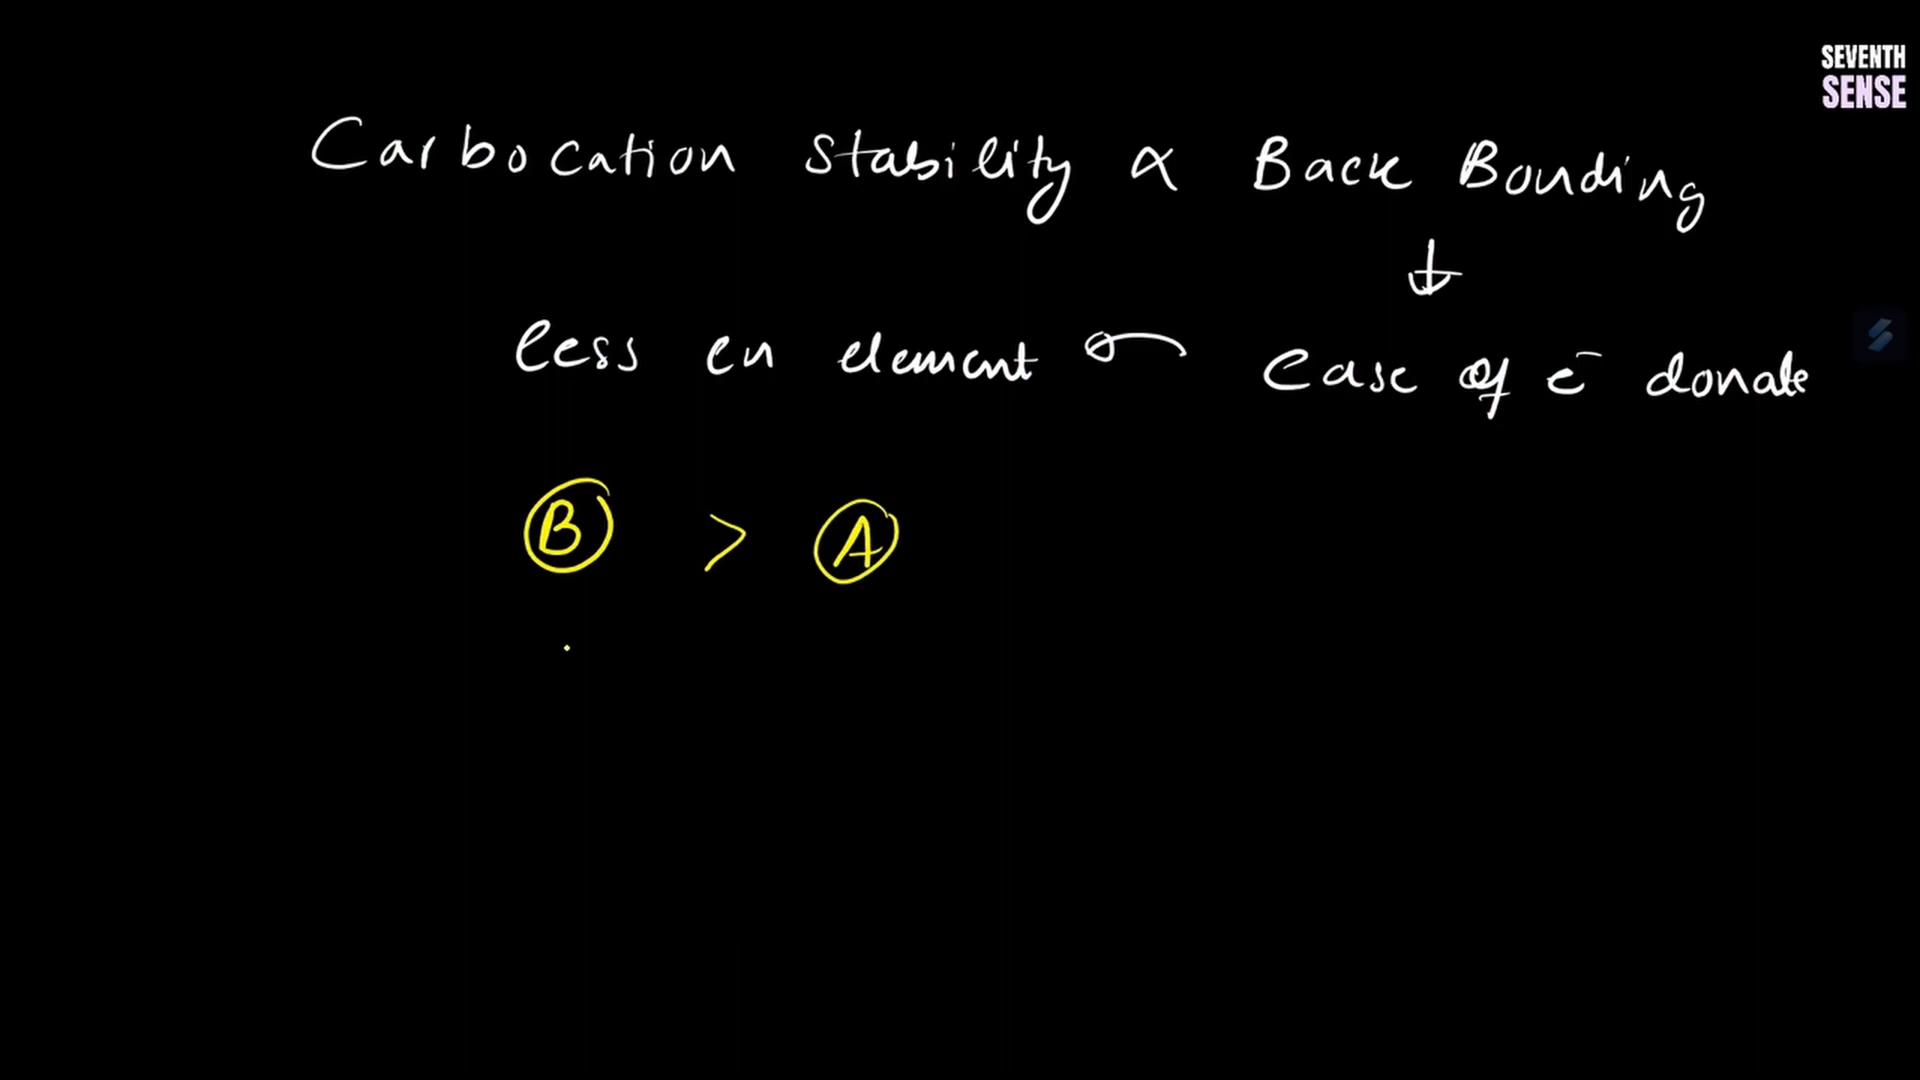 SEVENTH
SENSE
Carbocation stability ∝ Back Bonding
↓
less en element ← ease of e⁻ donate
B > A